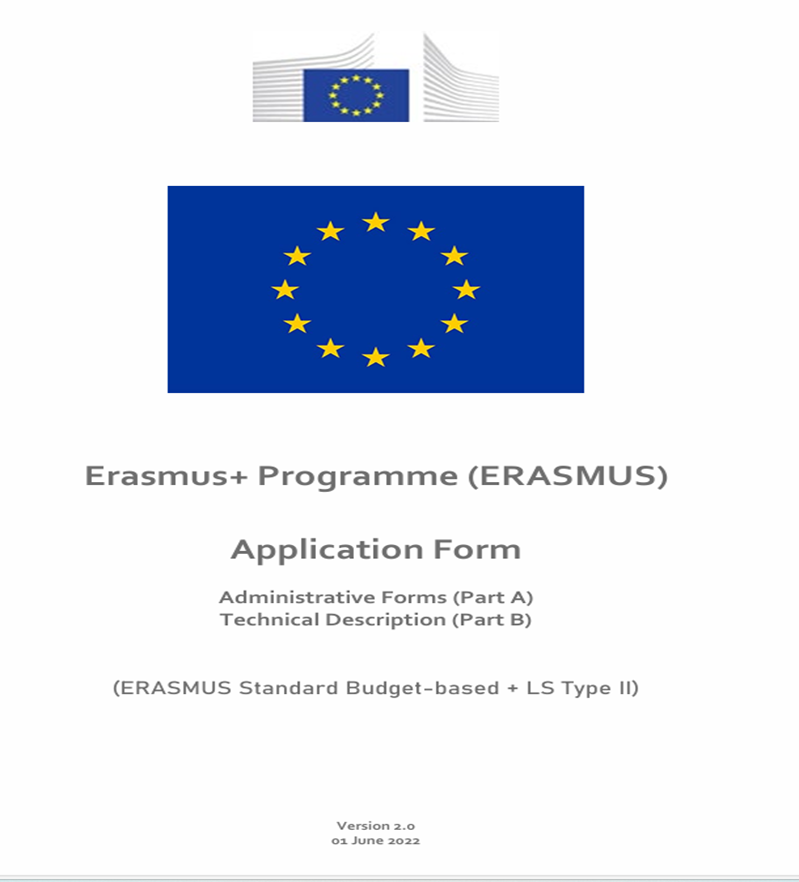 Erasmus+ Programme (ERASMUS)
Application Form
Administrative Forms (Part A)
Technical Description (Part B)
(ERASMUS Standard Budget-based + LS Type II)
Version 2.0
01 June 2022